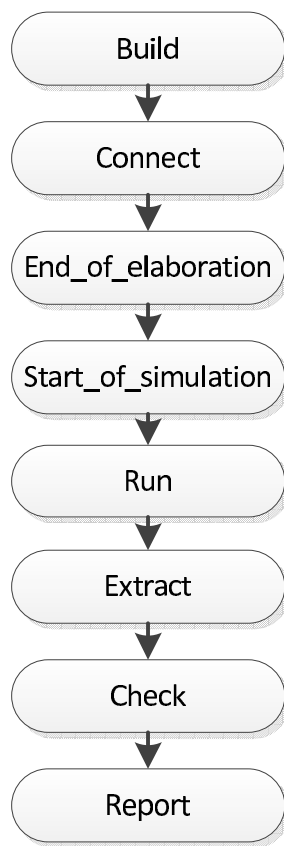 Build
Connect
End_of_elaboration
Start_of_simulation
Run
Extract
Check
Report